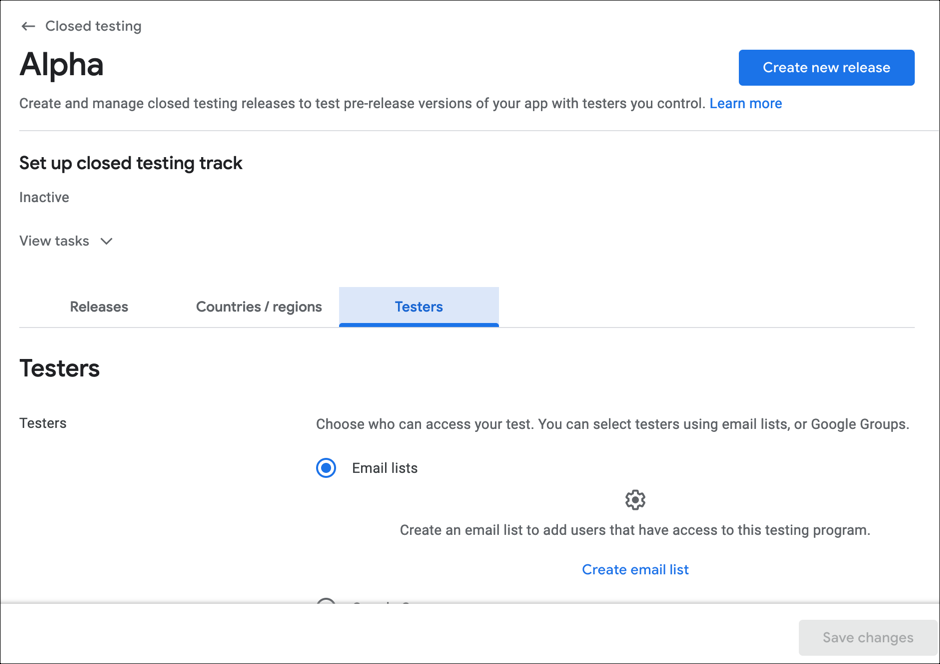 Closed testing
Alpha
Create new release
Create and manage closed testing releases to test pre-release versions of your app with testers you control. Learn more
Set up closed testing track
Inactive
View tasks
Releases Countries / regions Testers
Testers
Testers
Choose who can access your test. You can select testers using email lists, or Google Groups.
Email lists
Create an email list to add users that have access to this testing program.
Create email list
Save changes